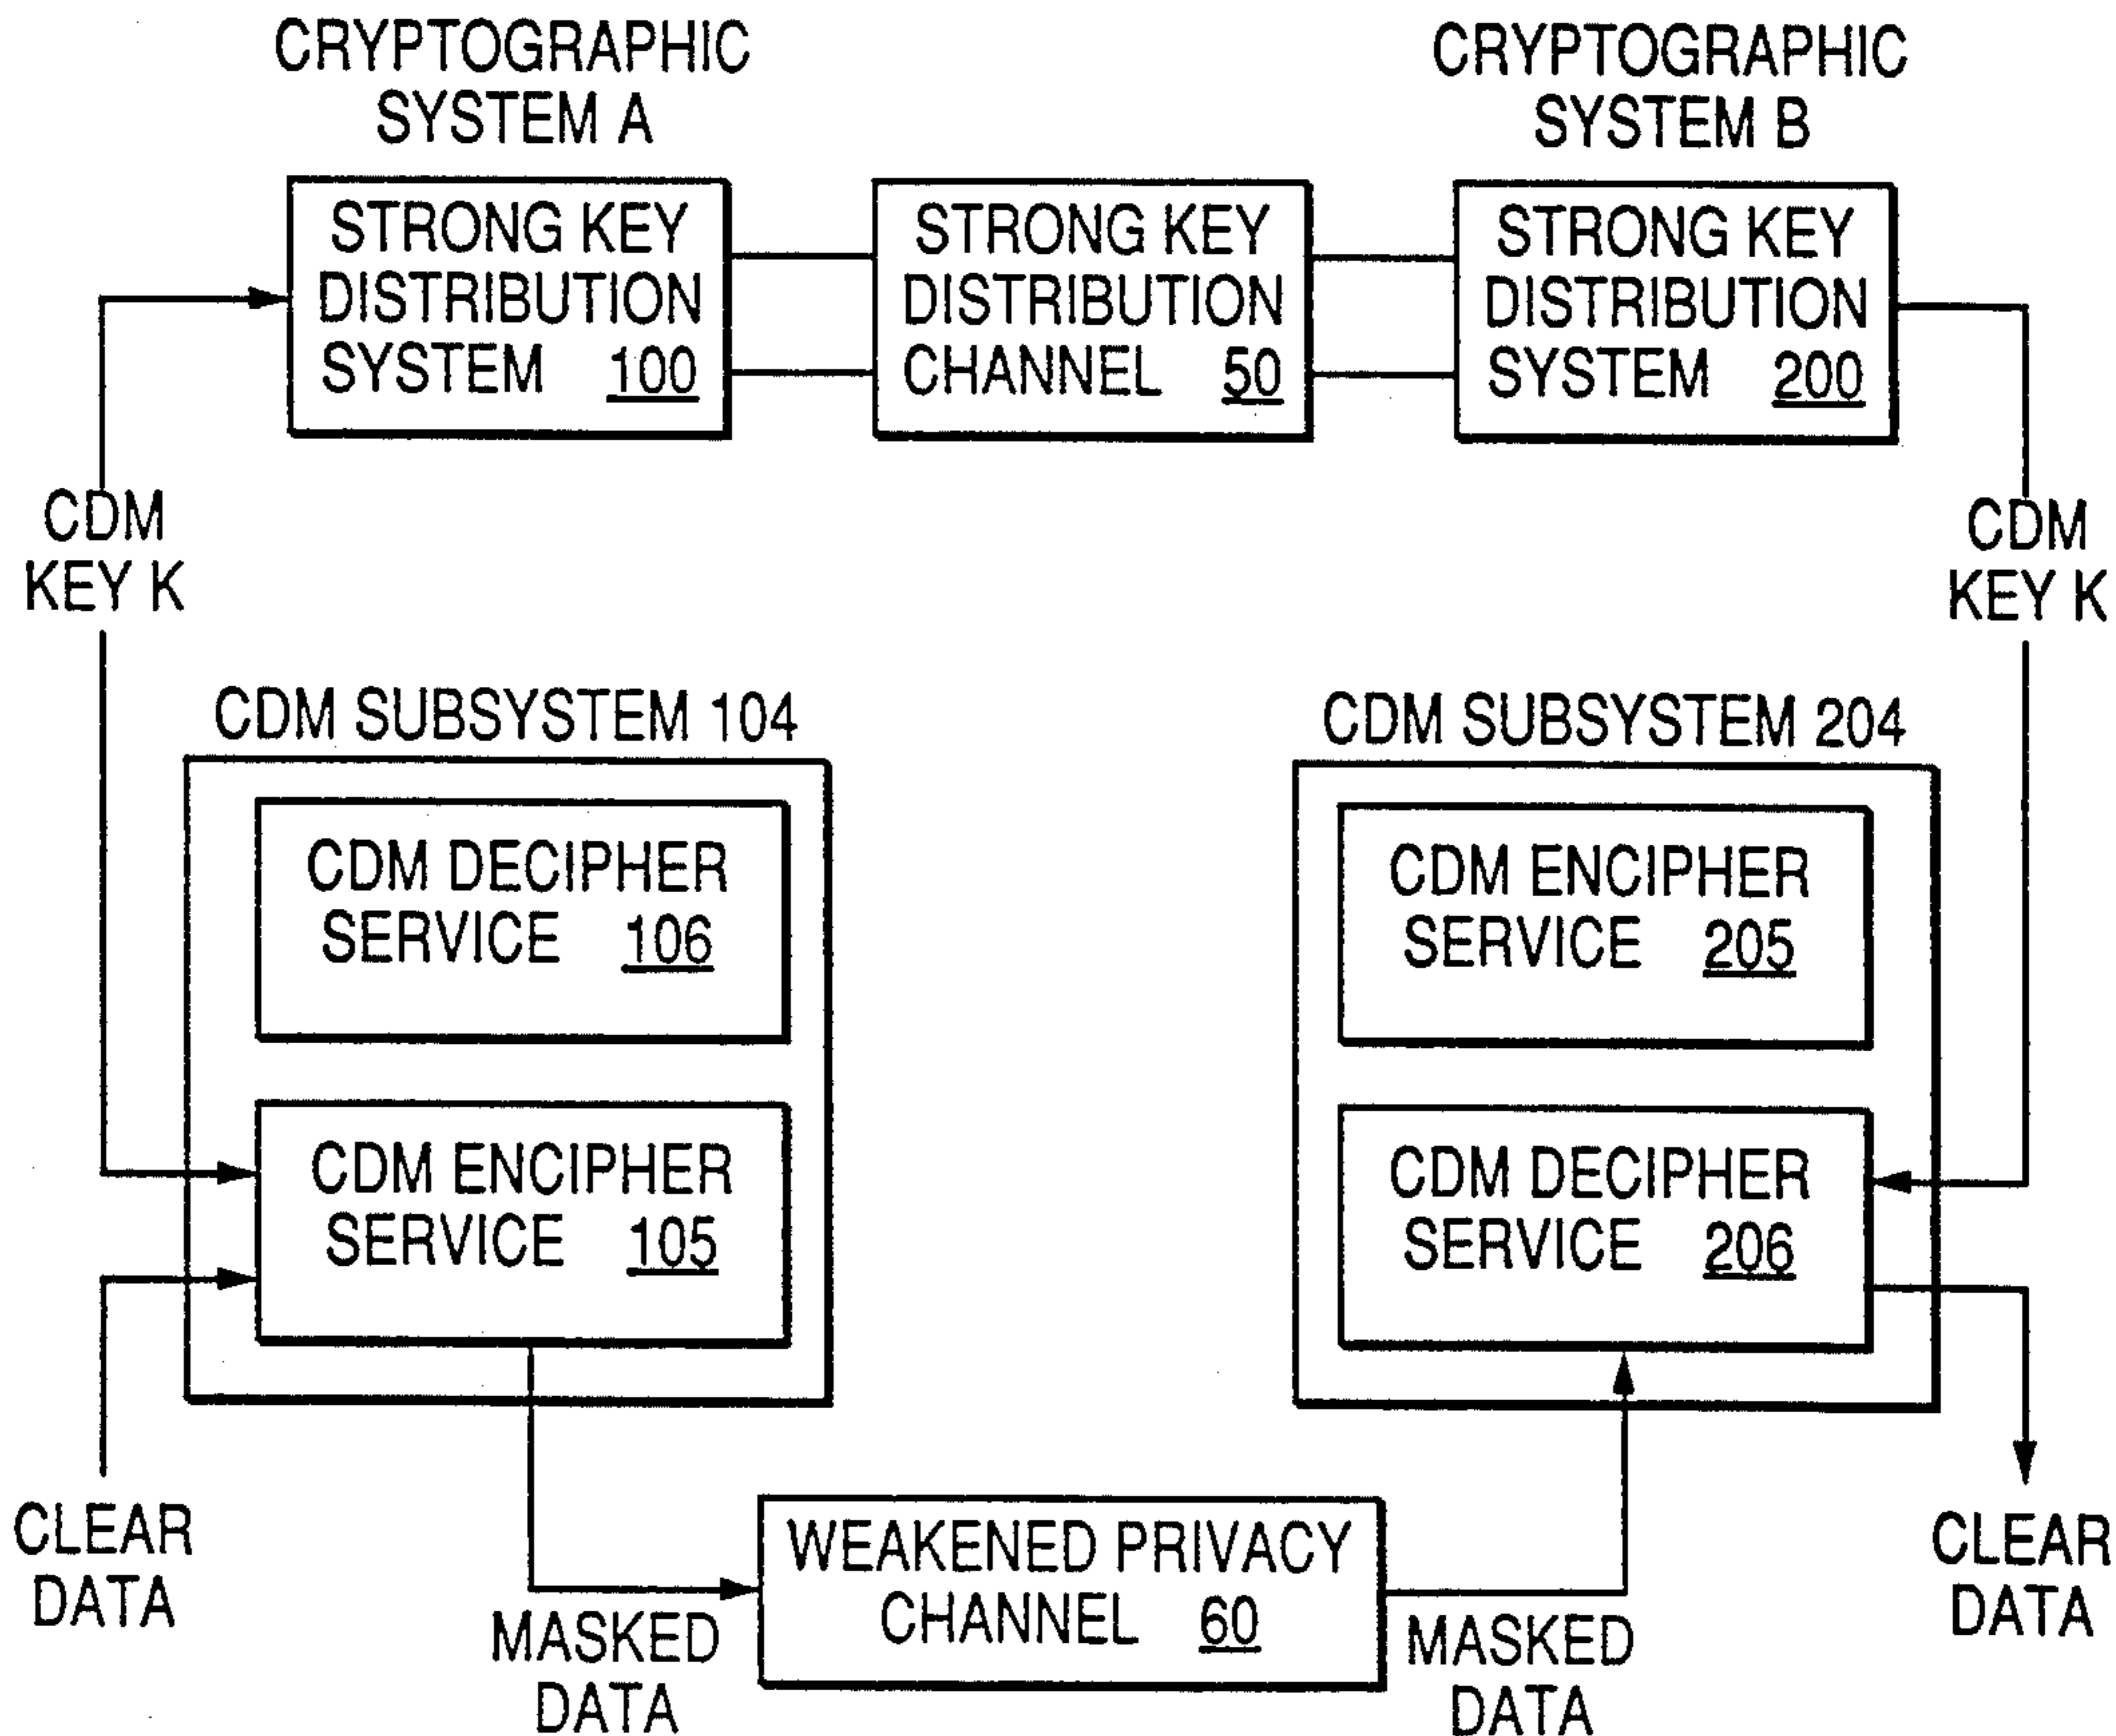 CRYPTOGRAPHIC
SYSTEM A
CRYPTOGRAPHIC
SYSTEM B
STRONG KEY
DISTRIBUTION
SYSTEM 100
STRONG KEY
DISTRIBUTION
CHANNEL 50
STRONG KEY
DISTRIBUTION
SYSTEM 200
CDM
KEY K
CDM
KEY K
CDM SUBSYSTEM 104
CDM DECIPHER
SERVICE 106
CDM ENCIPHER
SERVICE 105
CDM SUBSYSTEM 204
CDM ENCIPHER
SERVICE 205
CDM DECIPHER
SERVICE 206
CLEAR
DATA
MASKED
DATA
WEAKENED PRIVACY
CHANNEL 60
MASKED
DATA
CLEAR
DATA